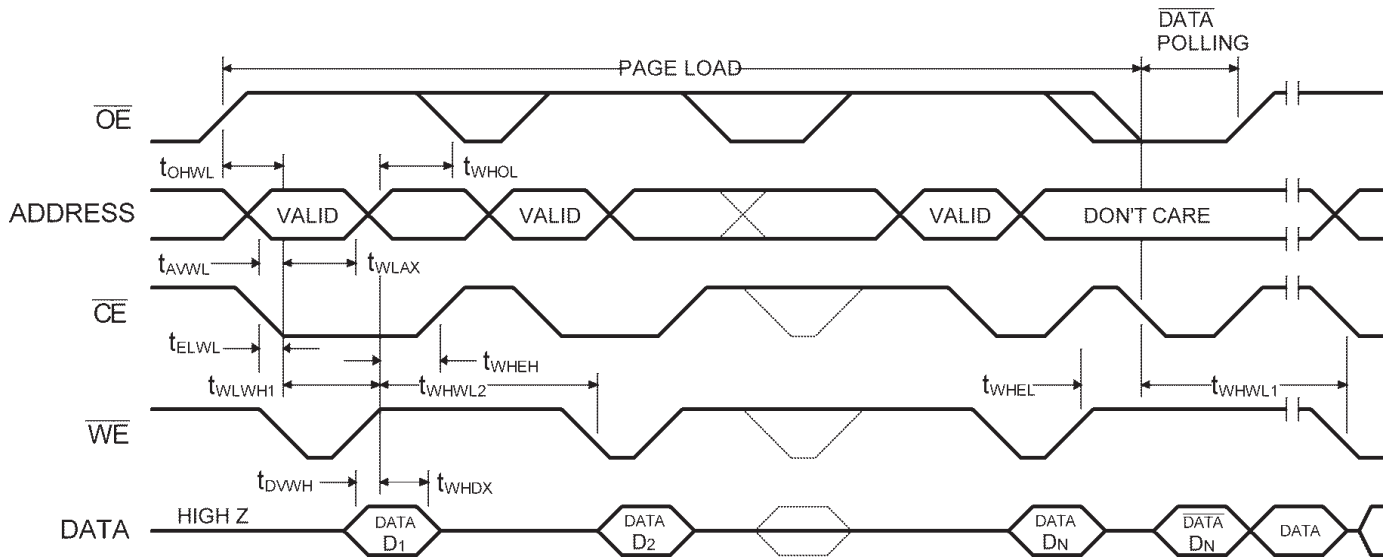 DATA
POLLING
PAGE LOAD
OE
tOHWL
tWHOL
ADDRESS
VALID
VALID
VALID
DON'T CARE
tAVWL
tWLAX
CE
tELWL
tWHEH
tWLWH1
tWHWL2
tWHEL
tWHWL1
WE
tDVWH
tWHDX
DATA
HIGH Z
DATA
D1
DATA
D2
DATA
DN
DATA
DN
DATA